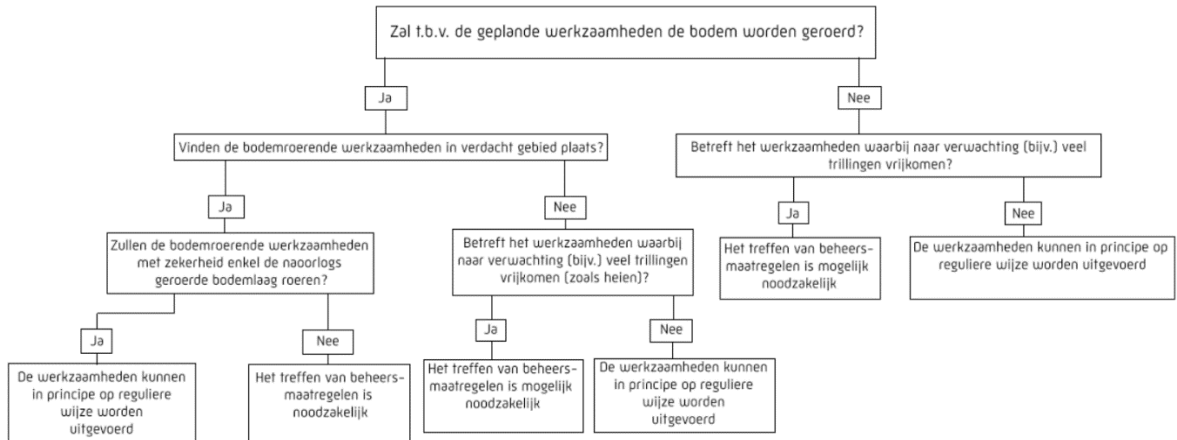 Zal t.b.v. de geplande werkzaamheden de bodem worden geroerd?
Ja
Nee
Vinden de bodemroerende werkzaamheden in verdacht gebied plaats?
Betreft het werkzaamheden waarbij naar verwachting (bijv.) veel
trillingen vrijkomen?
Ja
Nee
Ja
Nee
Zullen de bodemroerende werkzaamheden
met zekerheid enkel de naoorlogs
geroerde bodemlaag roeren?
Betreft het werkzaamheden waarbij
naar verwachting (bijv.) veel trillingen
vrijkomen (zoals heien)?
Het treffen van beheers-
maatregelen is mogelijk
noodzakelijk
De werkzaamheden kunnen in principe op
reguliere wijze worden uitgevoerd
Ja
Nee
Ja
Nee
De werkzaamheden kunnen
in principe op reguliere
wijze worden
uitgevoerd
Het treffen van beheers-
maatregelen is
noodzakelijk
Het treffen van beheers-
maatregelen is mogelijk
noodzakelijk
De werkzaamheden kunnen
in principe op reguliere
wijze worden
uitgevoerd